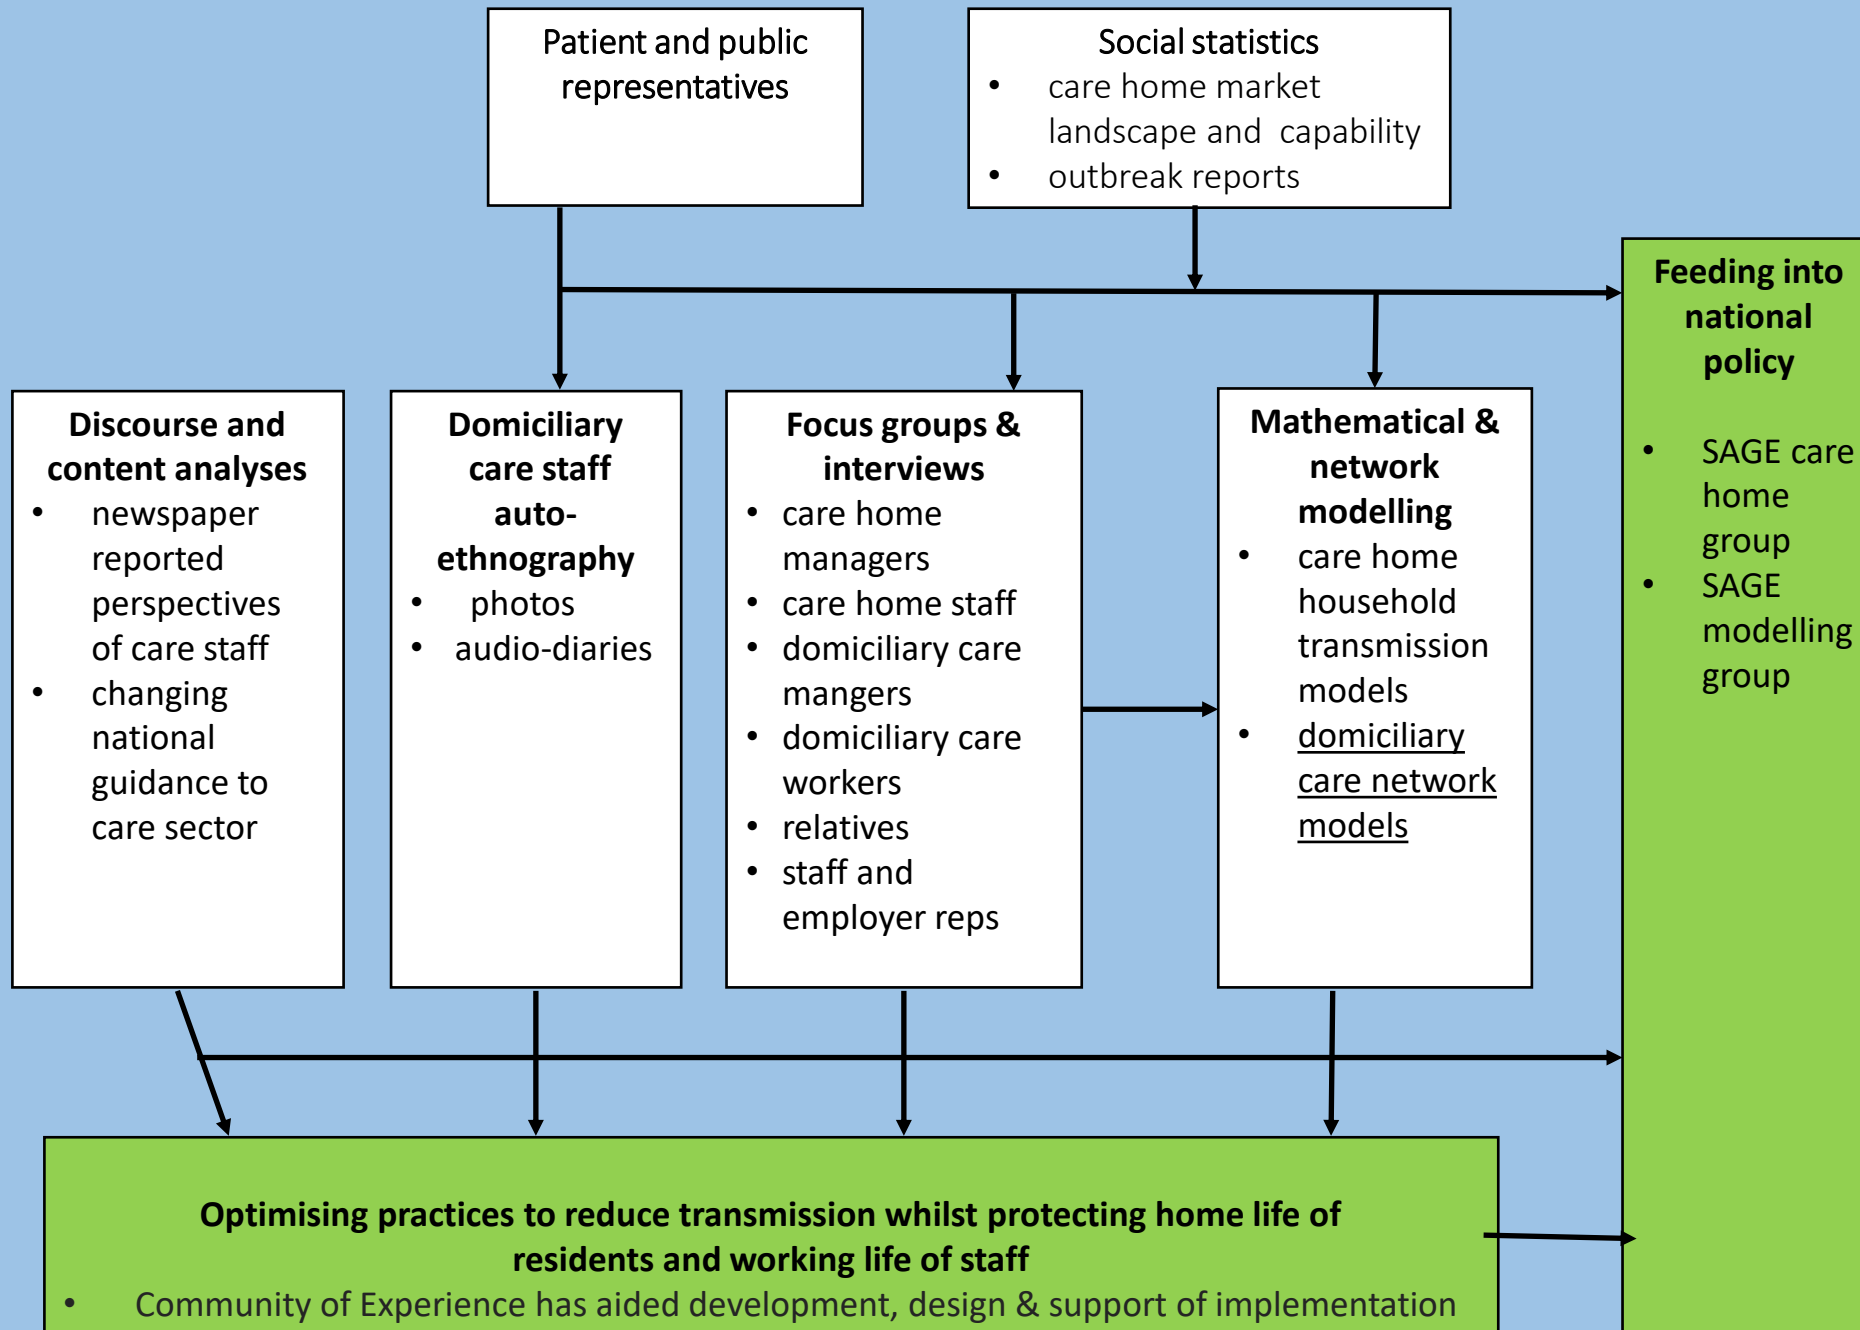 Patient and public
representatives
Social statistics
• care home market
landscape and capability
• outbreak reports
Feeding into
national
policy
• SAGE care
home
group
• SAGE
modelling
group
Discourse and
content analyses
• newspaper
reported
perspectives
of care staff
• changing
national
guidance to
care sector
Domiciliary
care staff
auto-
ethnography
• photos
• audio-diaries
Focus groups &
interviews
• care home
managers
• care home staff
• domiciliary care
mangers
• domiciliary care
workers
• relatives
• staff and
employer reps
Mathematical &
network
modelling
• care home
household
transmission
models
• domiciliary
care network
models
Optimising practices to reduce transmission whilst protecting home life of
residents and working life of staff
• Community of Experience has aided development, design & support of implementation